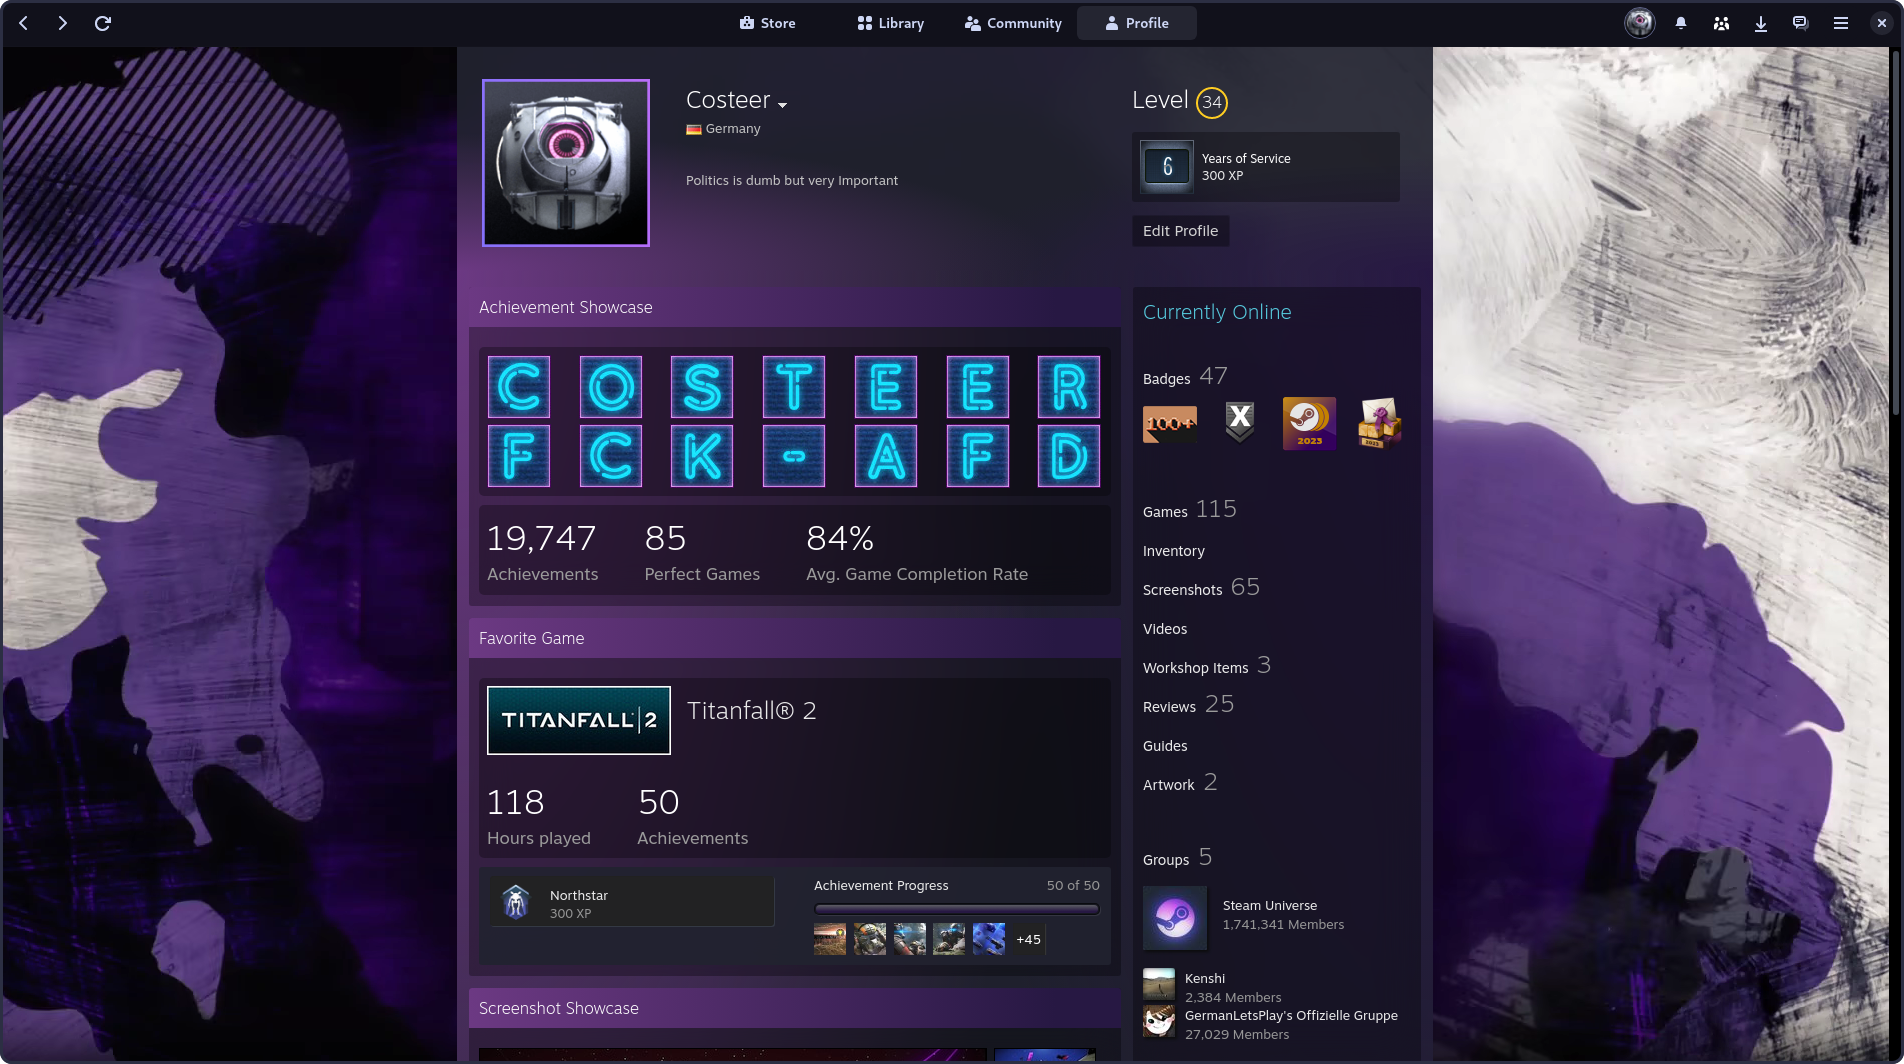 Store Library Community Profile
Costeer
Germany
Politics is dumb but very Important
Level 34
6
Years of Service
300 XP
Edit Profile
Achievement Showcase
C O S T E E R
F C K - A F D
19,747 85 84%
Achievements Perfect Games Avg. Game Completion Rate
Favorite Game
TITANFALL 2
Titanfall® 2
118 50
Hours played Achievements
Northstar
300 XP
Achievement Progress 50 of 50
+45
Screenshot Showcase
Currently Online
Badges 47
100+ X 2023 2023
Games 115
Inventory
Screenshots 65
Videos
Workshop Items 3
Reviews 25
Guides
Artwork 2
Groups 5
Steam Universe
1,741,341 Members
Kenshi
2,384 Members
GermanLetsPlay's Offizielle Gruppe
27,029 Members